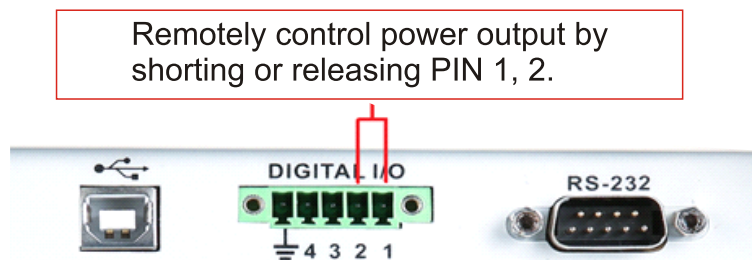 Remotely control power output by
shorting or releasing PIN 1, 2.
DIGITAL I/O
RS-232
4 3 2 1